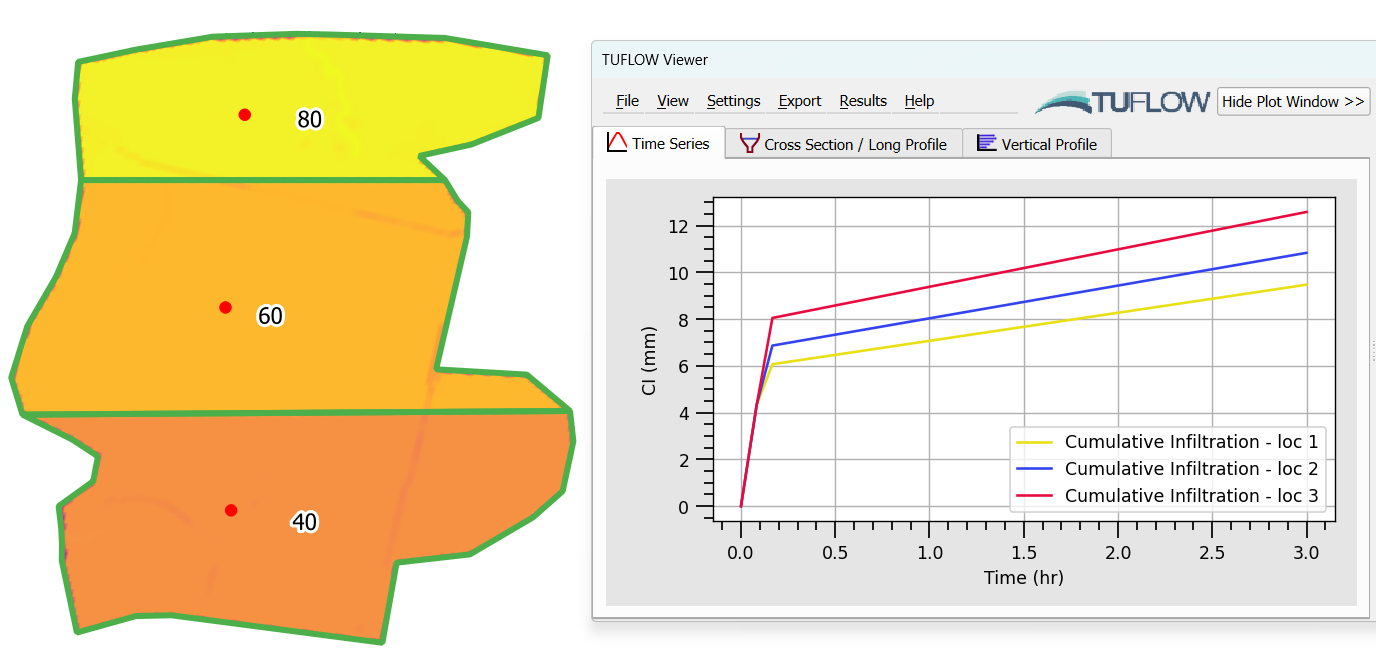 80
60
40
TUFLOW Viewer
File View Settings Export Results Help
TUFLOW
Hide Plot Window >>
Time Series
Cross Section / Long Profile
Vertical Profile
CI (mm)
12
10
8
6
4
2
0
Cumulative Infiltration - loc 1
Cumulative Infiltration - loc 2
Cumulative Infiltration - loc 3
0.0 0.5 1.0 1.5 2.0 2.5 3.0
Time (hr)